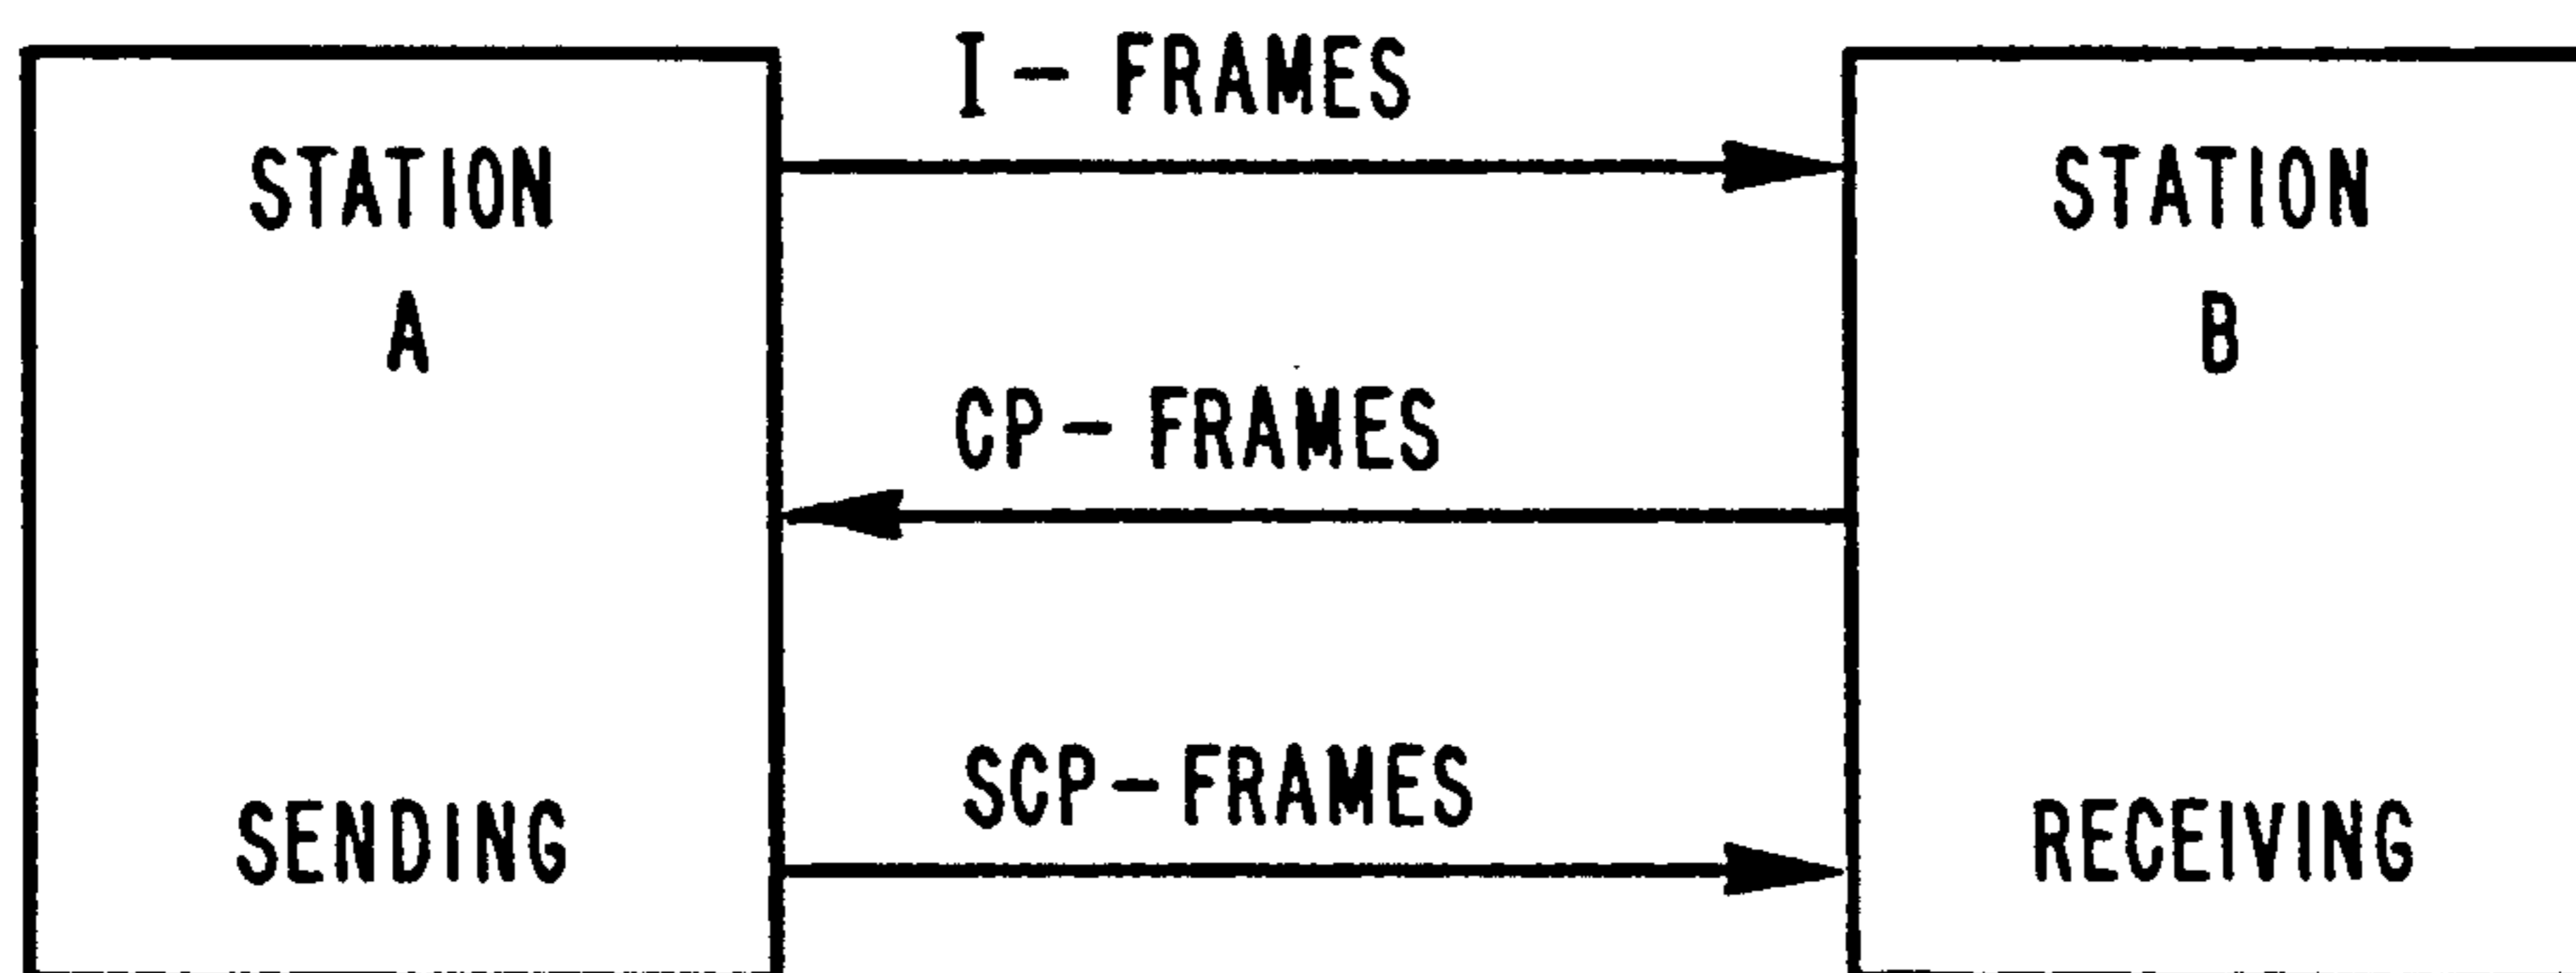 STATION
A
SENDING
I - FRAMES
CP - FRAMES
SCP - FRAMES
STATION
B
RECEIVING